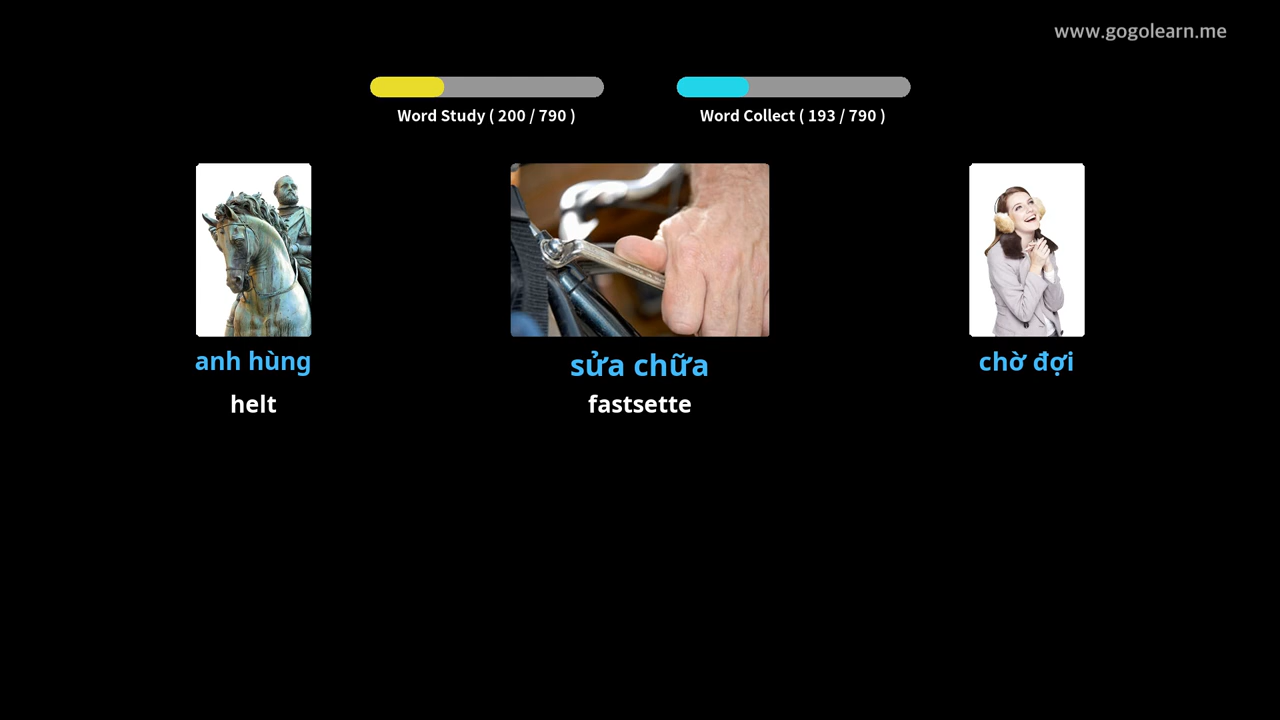 www.gogolearn.me
Word Study ( 200 / 790 )
Word Collect ( 193 / 790 )
anh hùng
helt
sửa chữa
fastsette
chờ đợi